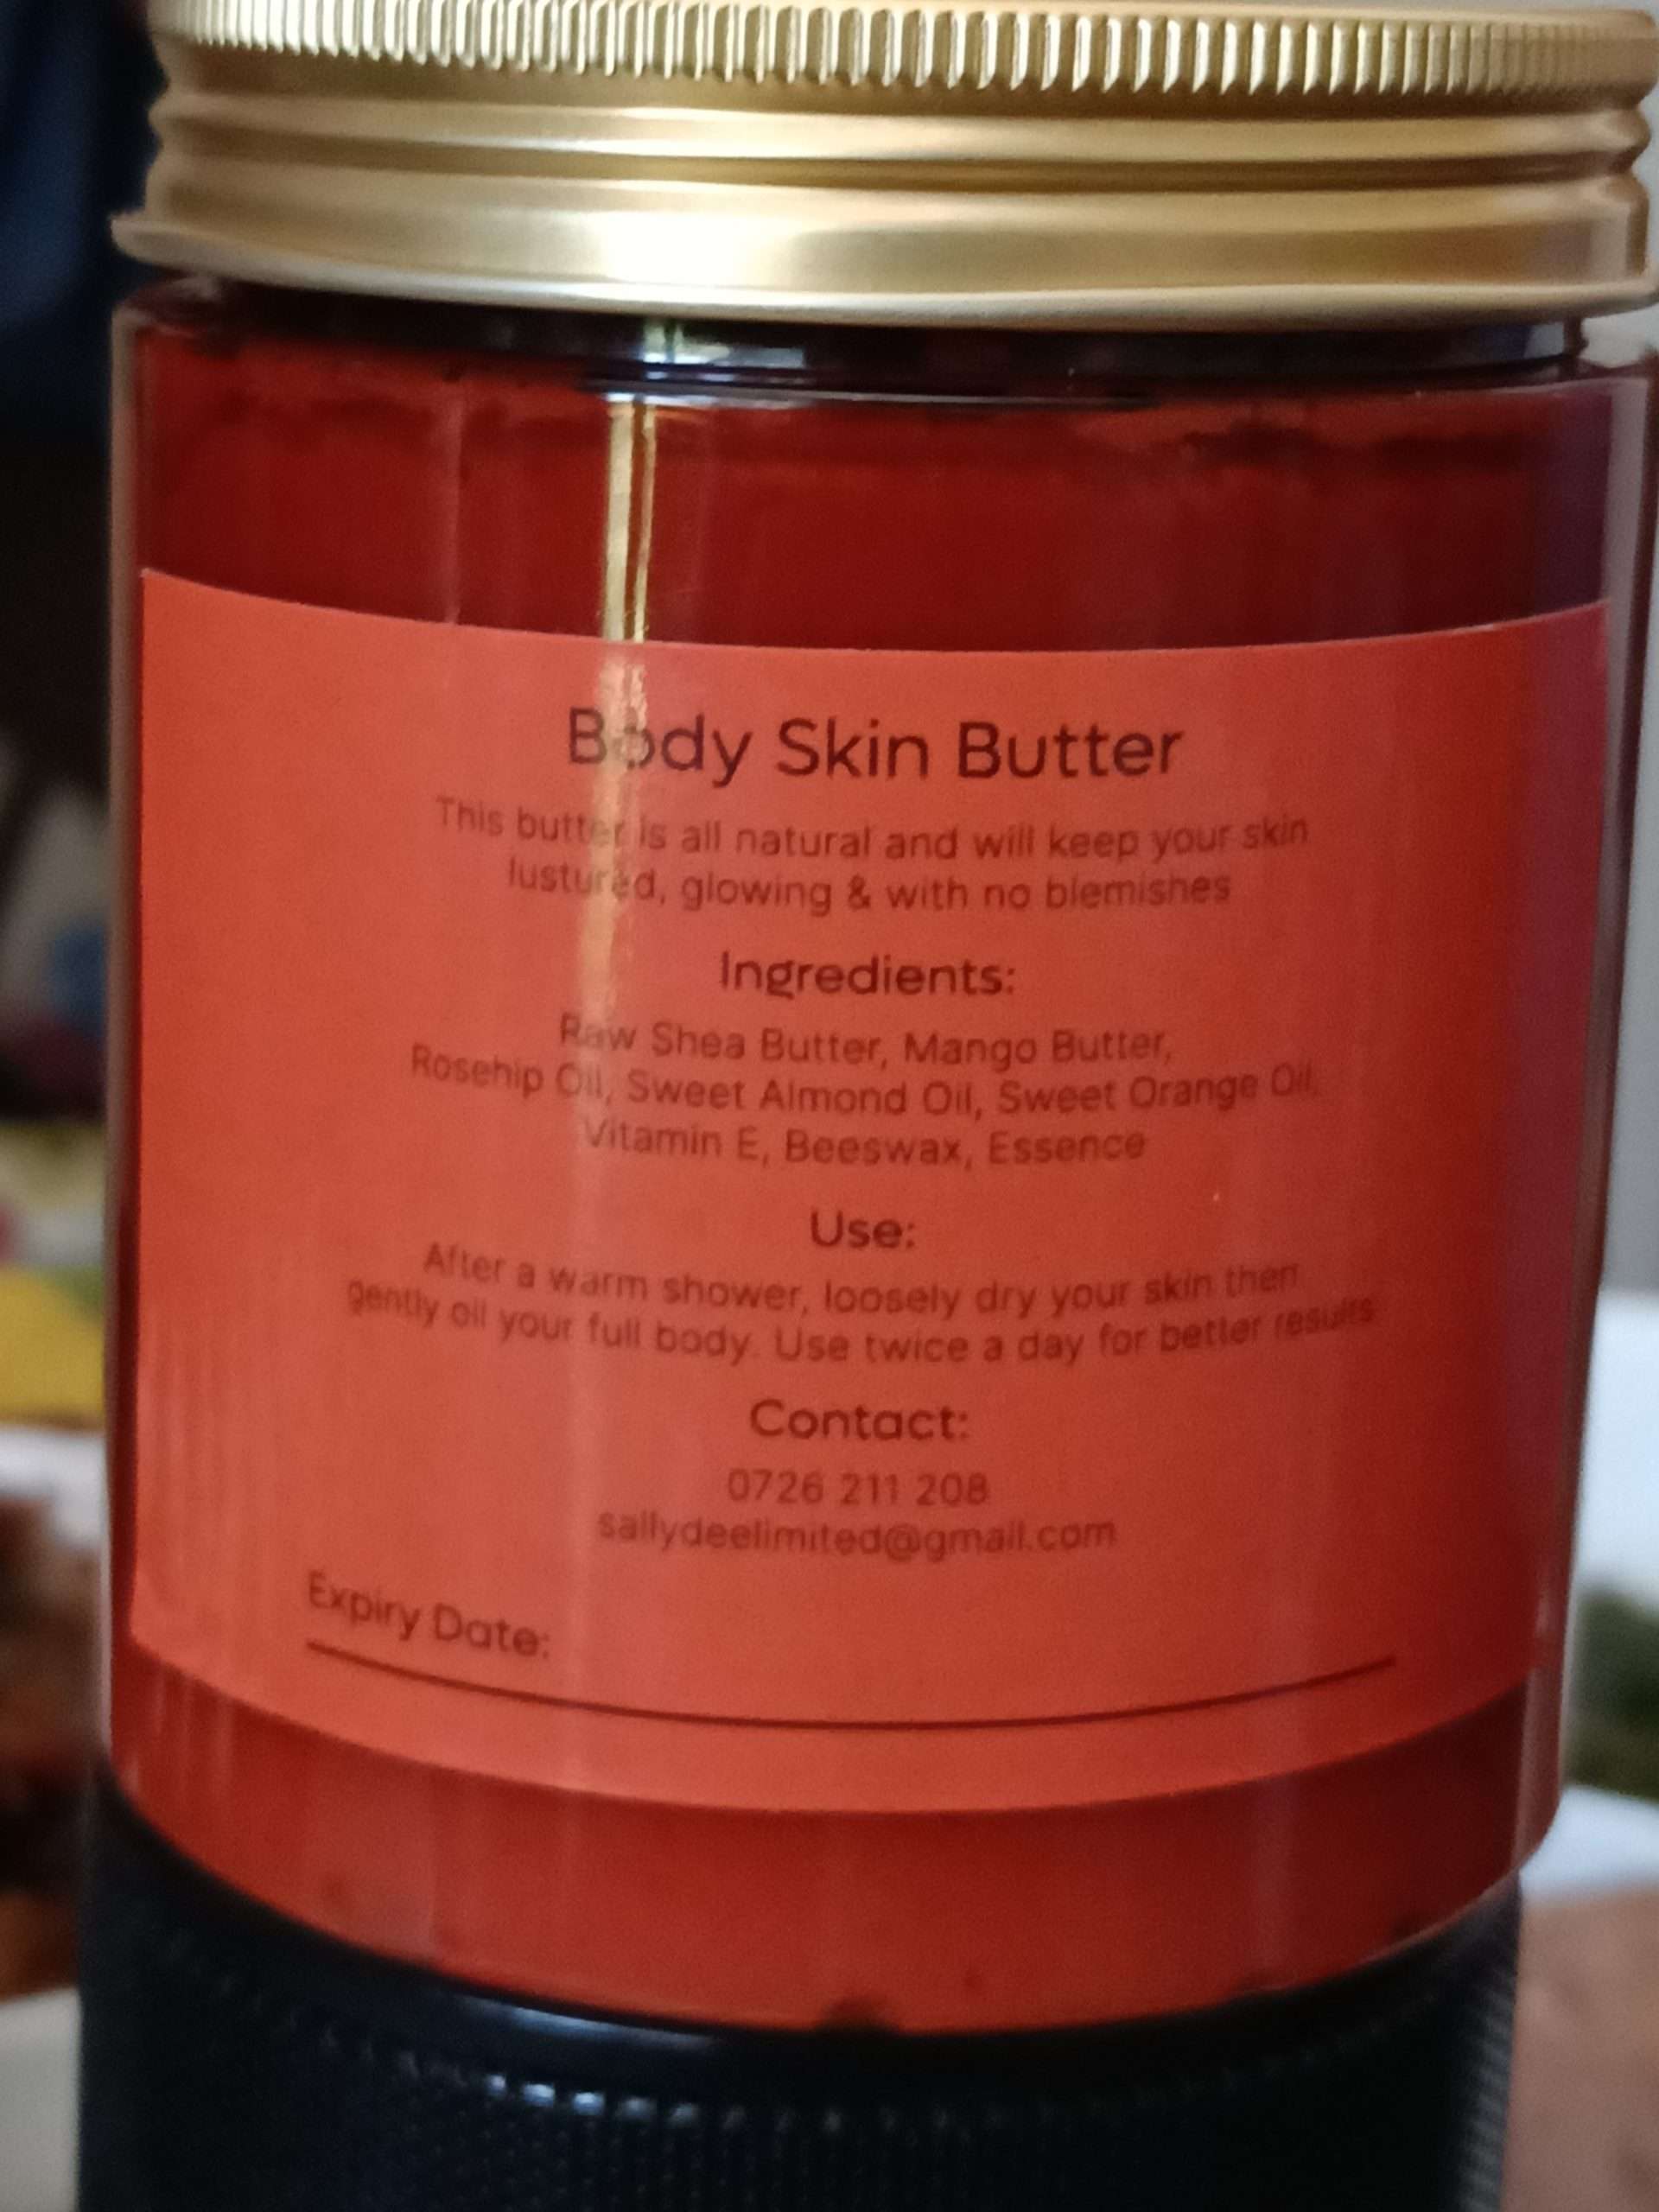 Body Skin Butter
This butter is all natural and will keep your skin
lustured, glowing & with no blemishes
Ingredients:
Raw Shea Butter, Mango Butter,
Rosehip Oil, Sweet Almond Oil, Sweet Orange Oil,
Vitamin E, Beeswax, Essence
Use:
After a warm shower, loosely dry your skin then
gently oil your full body. Use twice a day for better results
Contact:
0726 211 208
sallydeelimited@gmail.com
Expiry Date: